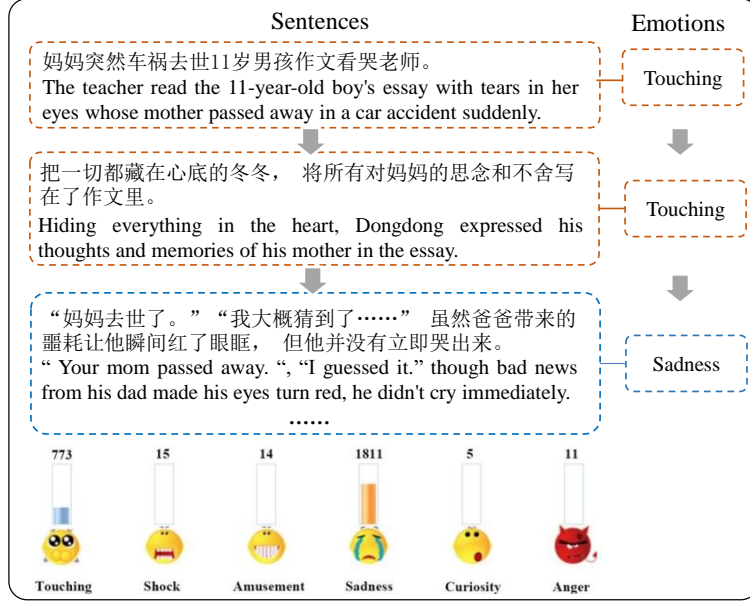 Sentences
Emotions
妈妈突然车祸去世11岁男孩作文看哭老师。
The teacher read the 11-year-old boy's essay with tears in her
eyes whose mother passed away in a car accident suddenly.
Touching
把一切都藏在心底的冬冬， 将所有对妈妈的思念和不舍写
在了作文里。
Hiding everything in the heart, Dongdong expressed his
thoughts and memories of his mother in the essay.
Touching
“妈妈去世了。”“我大概猜到了……” 虽然爸爸带来的
噩耗让他瞬间红了眼眶， 但他并没有立即哭出来。
“ Your mom passed away. “, “I guessed it.” though bad news
from his dad made his eyes turn red, he didn't cry immediately.
Sadness
……
773 15 14 1811 5 11
Touching Shock Amusement Sadness Curiosity Anger